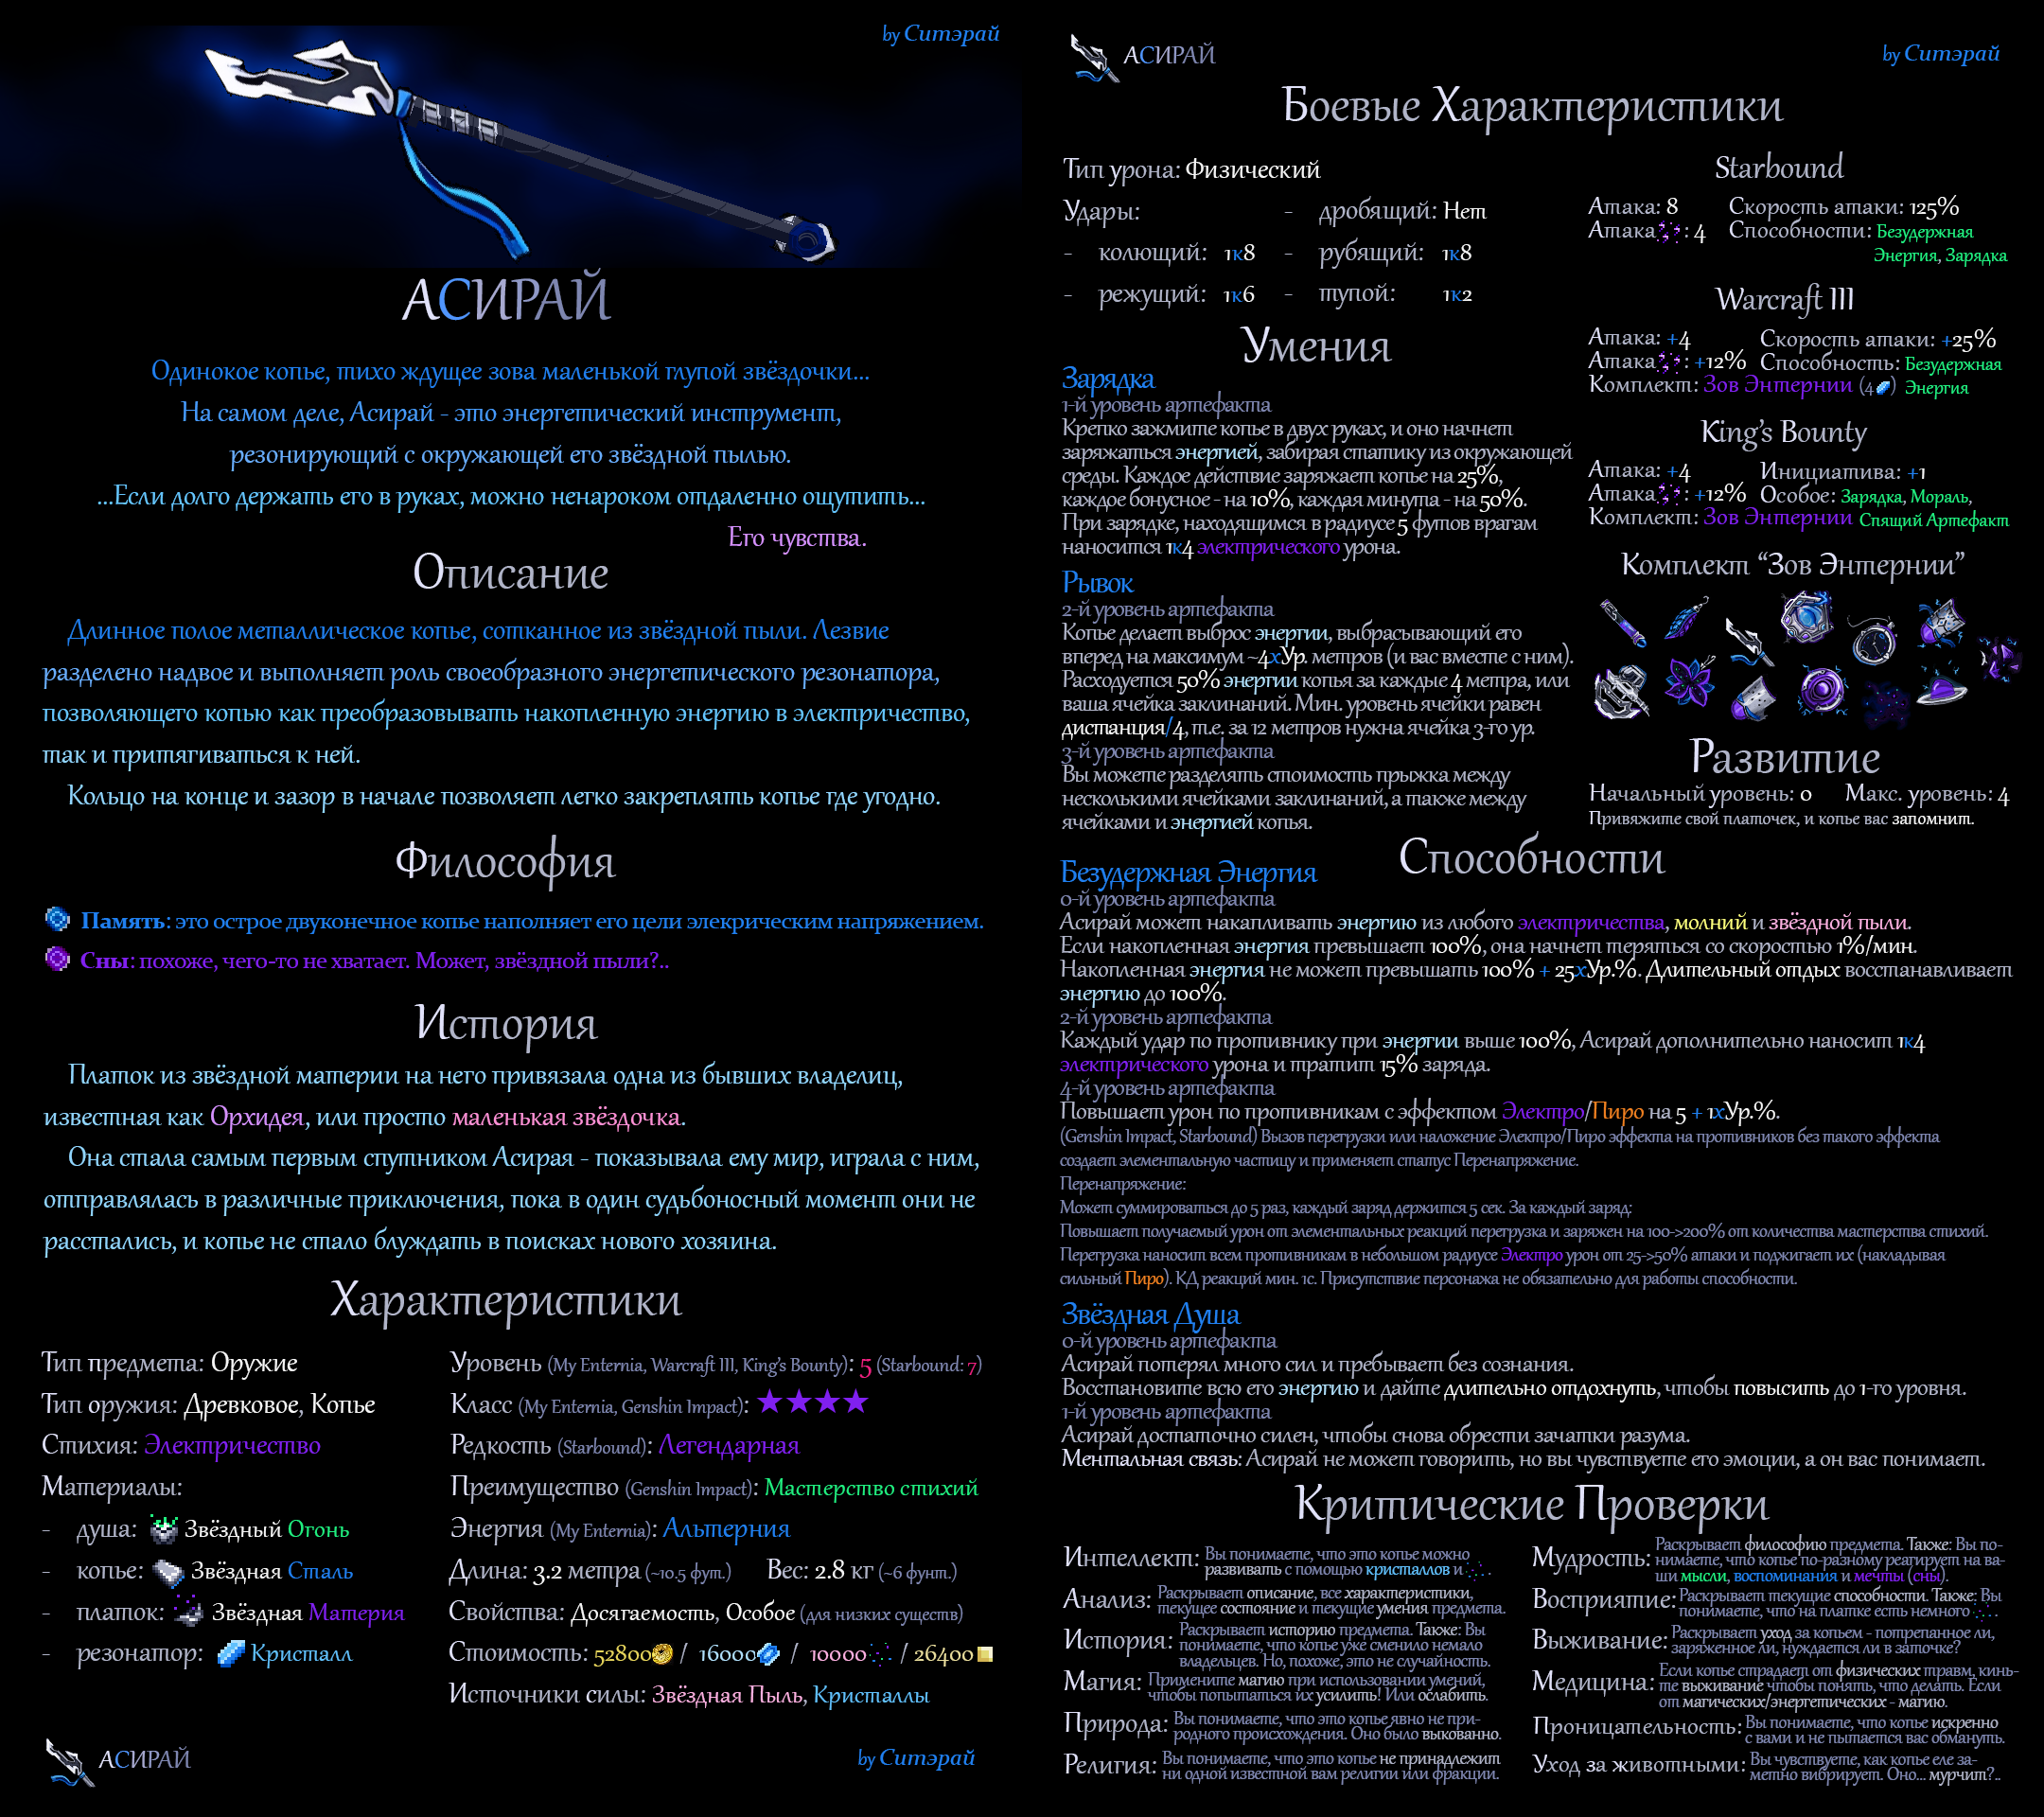 by Ситэрай
АСИРАЙ
Одинокое копье, тихо ждущее зова маленькой глупой звёздочки...
На самом деле, Асирай - это энергетический инструмент,
резонирующий с окружающей его звёздной пылью.
...Если долго держать его в руках, можно ненароком отдаленно ощутить...
Его чувства.
Описание
Длинное полое металлическое копье, сотканное из звёздной пыли. Лезвие
разделено надвое и выполняет роль своеобразного энергетического резонатора,
позволяющего копью как преобразовывать накопленную энергию в электричество,
так и притягиваться к ней.
Кольцо на конце и зазор в начале позволяет легко закреплять копье где угодно.
Философия
Память: это острое двуконечное копье наполняет его цели элекрическим напряжением.
Сны: похоже, чего-то не хватает. Может, звёздной пыли?..
История
Платок из звёздной материи на него привязала одна из бывших владелиц,
известная как Орхидея, или просто маленькая звёздочка.
Она стала самым первым спутником Асирая - показывала ему мир, играла с ним,
отправлялась в различные приключения, пока в один судьбоносный момент они не
расстались, и копье не стало блуждать в поисках нового хозяина.
Характеристики
Тип предмета: Оружие
Тип оружия: Древковое, Копье
Стихия: Электричество
Материалы:
- душа: Звёздный Огонь
- копье: Звёздная Сталь
- платок: Звёздная Материя
- резонатор: Кристалл
Уровень (My Enternia, Warcraft III, King's Bounty): 5 (Starbound: 7)
Класс (My Enternia, Genshin Impact): ★★★★
Редкость (Starbound): Легендарная
Преимущество (Genshin Impact): Мастерство стихий
Энергия (My Enternia): Альтерния
Длина: 3.2 метра (~10.5 фут.) Вес: 2.8 кг (~6 фунт.)
Свойства: Досягаемость, Особое (для низких существ)
Стоимость: 52800 / 16000 / 10000 / 26400
Источники силы: Звёздная Пыль, Кристаллы
АСИРАЙ
by Ситэрай
АСИРАЙ
by Ситэрай
Боевые Характеристики
Тип урона: Физический
Удары: - дробящий: Нет
- колющий: 1к8 - рубящий: 1к8
- режущий: 1к6 - тупой: 1к2
Умения
Зарядка
1-й уровень артефакта
Крепко зажмите копье в двух руках, и оно начнет
заряжаться энергией, забирая статику из окружающей
среды. Каждое действие заряжает копье на 25%,
каждое бонусное - на 10%, каждая минута - на 50%.
При зарядке, находящимся в радиусе 5 футов врагам
наносится 1к4 электрического урона.
Рывок
2-й уровень артефакта
Копье делает выброс энергии, выбрасывающий его
вперед на максимум ~4xУр. метров (и вас вместе с ним).
Расходуется 50% энергии копья за каждые 4 метра, или
ваша ячейка заклинаний. Мин. уровень ячейки равен
дистанция/4, т.е. за 12 метров нужна ячейка 3-го ур.
3-й уровень артефакта
Вы можете разделять стоимость прыжка между
несколькими ячейками заклинаний, а также между
ячейками и энергией копья.
Starbound
Атака: 8 Скорость атаки: 125%
Атака: 4 Способности: Безудержная
Энергия, Зарядка
Warcraft III
Атака: +4 Скорость атаки: +25%
Атака: +12% Способность: Безудержная
Комплект: Зов Энтернии (4) Энергия
King's Bounty
Атака: +4 Инициатива: +1
Атака: +12% Особое: Зарядка, Мораль,
Комплект: Зов Энтернии Спящий Артефакт
Комплект “Зов Энтернии”
Развитие
Начальный уровень: 0 Макс. уровень: 4
Привяжите свой платочек, и копье вас запомнит.
Способности
Безудержная Энергия
0-й уровень артефакта
Асирай может накапливать энергию из любого электричества, молний и звёздной пыли.
Если накопленная энергия превышает 100%, она начнет теряться со скоростью 1%/мин.
Накопленная энергия не может превышать 100% + 25xУр.%. Длительный отдых восстанавливает
энергию до 100%.
2-й уровень артефакта
Каждый удар по противнику при энергии выше 100%, Асирай дополнительно наносит 1к4
электрического урона и тратит 15% заряда.
4-й уровень артефакта
Повышает урон по противникам с эффектом Электро/Пиро на 5 + 1xУр.%.
(Genshin Impact, Starbound) Вызов перегрузки или наложение Электро/Пиро эффекта на противников без такого эффекта
создает элементальную частицу и применяет статус Перенапряжение.
Перенапряжение:
Может суммироваться до 5 раз, каждый заряд держится 5 сек. За каждый заряд:
Повышает получаемый урон от элементальных реакций перегрузка и заряжен на 100->200% от количества мастерства стихий.
Перегрузка наносит всем противникам в небольшом радиусе Электро урон от 25->50% атаки и поджигает их (накладывая
сильный Пиро). КД реакций мин. 1с. Присутствие персонажа не обязательно для работы способности.
Звёздная Душа
0-й уровень артефакта
Асирай потерял много сил и пребывает без сознания.
Восстановите всю его энергию и дайте длительно отдохнуть, чтобы повысить до 1-го уровня.
1-й уровень артефакта
Асирай достаточно силен, чтобы снова обрести зачатки разума.
Ментальная связь: Асирай не может говорить, но вы чувствуете его эмоции, а он вас понимает.
Критические Проверки
Интеллект: Вы понимаете, что это копье можно
развивать с помощью кристаллов и .
Анализ: Раскрывает описание, все характеристики,
текущее состояние и текущие умения предмета.
История: Раскрывает историю предмета. Также: Вы
понимаете, что копье уже сменило немало
владельцев. Но, похоже, это не случайность.
Магия: Примените магию при использовании умений,
чтобы попытаться их усилить! Или ослабить.
Природа: Вы понимаете, что это копье явно не при-
родного происхождения. Оно было выкованно.
Религия: Вы понимаете, что это копье не принадлежит
ни одной известной вам религии или фракции.
Мудрость: Раскрывает философию предмета. Также: Вы по-
нимаете, что копье по-разному реагирует на ва-
ши мысли, воспоминания и мечты (сны).
Восприятие: Раскрывает текущие способности. Также: Вы
понимаете, что на платке есть немного .
Выживание: Раскрывает уход за копьем - потрепанное ли,
заряженное ли, нуждается ли в заточке?
Медицина: Если копье страдает от физических травм, кинь-
те выживание чтобы понять, что делать. Если
от магических/энергетических - магию.
Проницательность: Вы понимаете, что копье искренно
с вами и не пытается вас обмануть.
Уход за животными: Вы чувствуете, как копье еле за-
метно вибрирует. Оно... мурчит?..